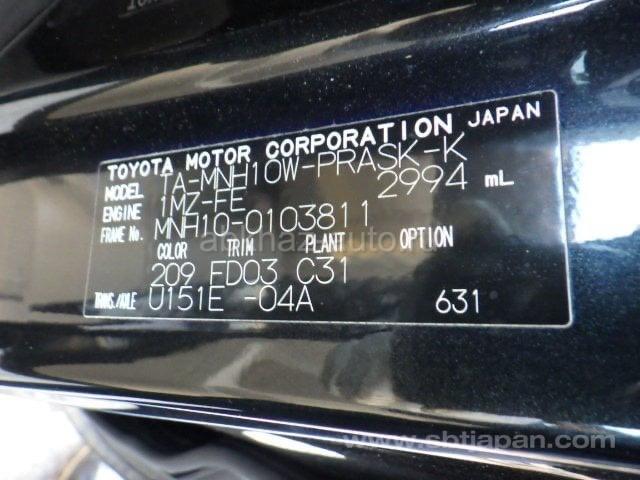 TOYOTA MOTOR CORPORATION JAPAN
MODEL TA-MNH10W-PRASK-K
ENGINE 1MZ-FE 2994 mL
FRAME No. MNH10-0103811
COLOR TRIM PLANT OPTION
209 FD03 C31
TRANS./AXLE U151E -04A 631
www.sbtjapan.com